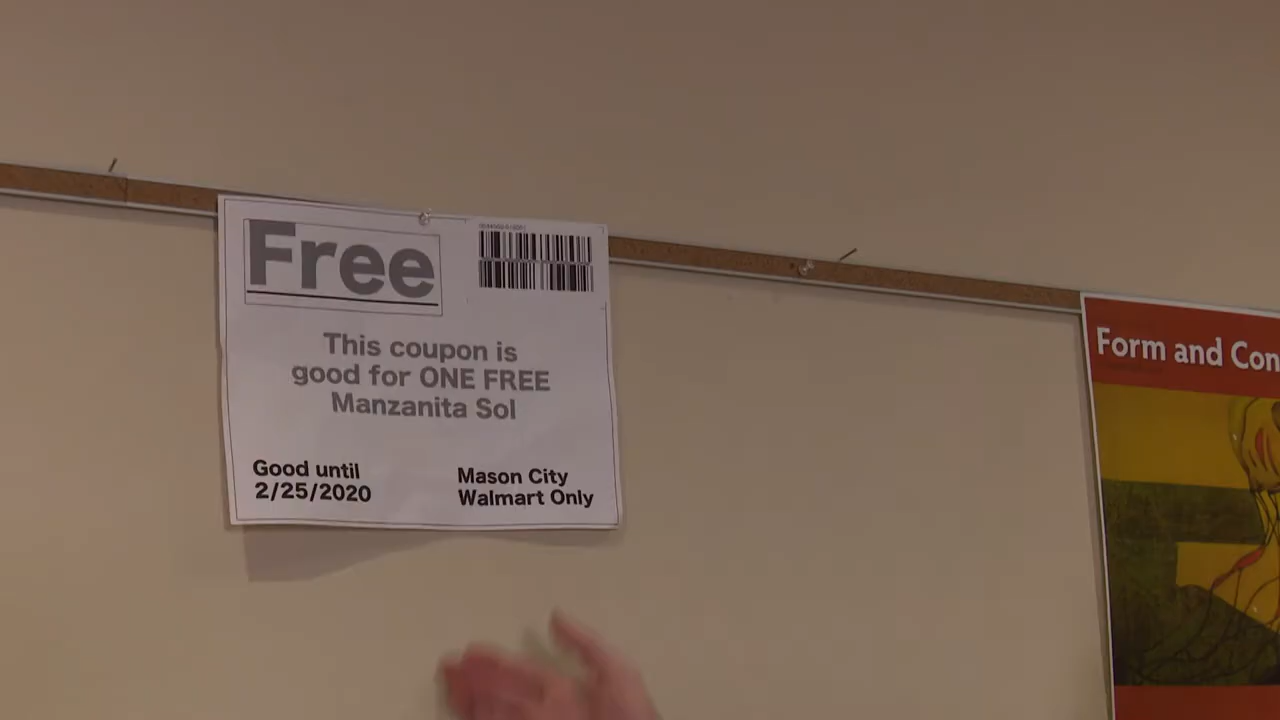 Free
This coupon is
good for ONE FREE
Manzanita Sol
Good until
2/25/2020
Mason City
Walmart Only
Form and Con